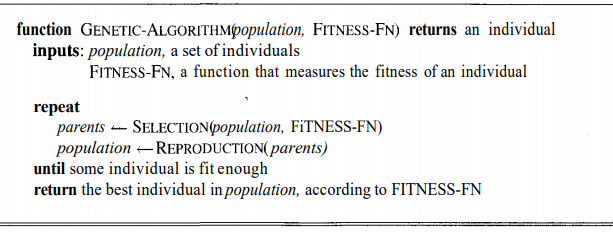 function GENETIC-ALGORITHM(population, FITNESS-FN) returns an individual
inputs: population, a set of individuals
FITNESS-FN, a function that measures the fitness of an individual
repeat
parents ← SELECTION(population, FiTNESS-FN)
population ← REPRODUCTION(parents)
until some individual is fit enough
return the best individual in population, according to FITNESS-FN